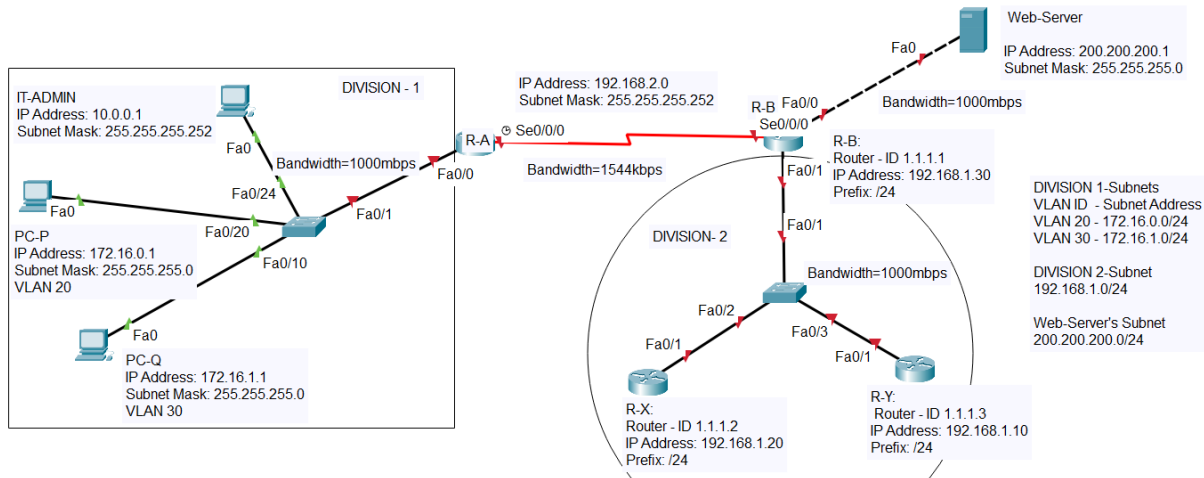 Web-Server
IP Address: 200.200.200.1
Subnet Mask: 255.255.255.0
Fa0
Fa0/0
Bandwidth=1000mbps
DIVISION - 1
IT-ADMIN
IP Address: 10.0.0.1
Subnet Mask: 255.255.255.252
Fa0
Fa0/24
Bandwidth=1000mbps
Fa0/0
Fa0/1
R-A
Se0/0/0
IP Address: 192.168.2.0
Subnet Mask: 255.255.255.252
Bandwidth=1544kbps
R-B
Se0/0/0
R-B:
Router - ID 1.1.1.1
IP Address: 192.168.1.30
Prefix: /24
Fa0
Fa0/20
PC-P
IP Address: 172.16.0.1
Subnet Mask: 255.255.255.0
VLAN 20
Fa0/10
Fa0
PC-Q
IP Address: 172.16.1.1
Subnet Mask: 255.255.255.0
VLAN 30
Fa0/1
Fa0/1
DIVISION- 2
Bandwidth=1000mbps
Fa0/2
Fa0/1
Fa0/3
Fa0/1
R-X:
Router - ID 1.1.1.2
IP Address: 192.168.1.20
Prefix: /24
R-Y:
Router - ID 1.1.1.3
IP Address: 192.168.1.10
Prefix: /24
DIVISION 1-Subnets
VLAN ID - Subnet Address
VLAN 20 - 172.16.0.0/24
VLAN 30 - 172.16.1.0/24
DIVISION 2-Subnet
192.168.1.0/24
Web-Server's Subnet
200.200.200.0/24